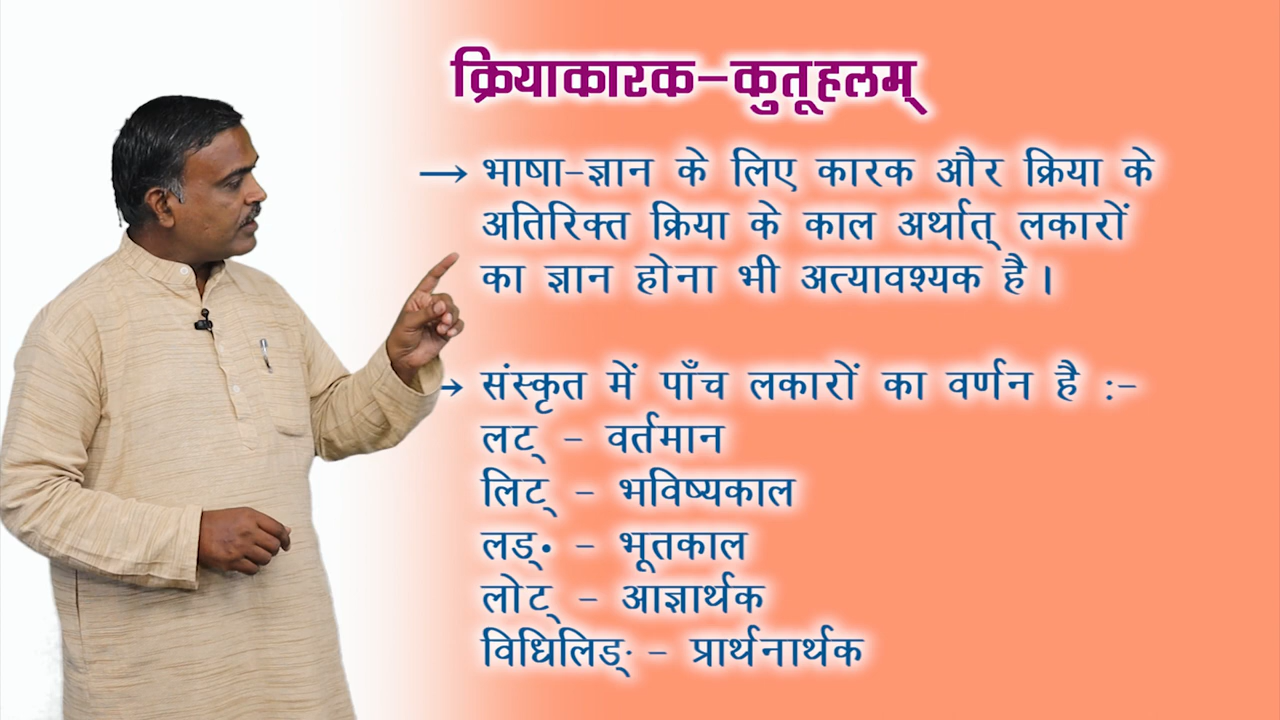 क्रियाकारक-कुतूहलम्
→ भाषा-ज्ञान के लिए कारक और क्रिया के
अतिरिक्त क्रिया के काल अर्थात् लकारों
का ज्ञान होना भी अत्यावश्यक है।
→ संस्कृत में पाँच लकारों का वर्णन है :-
लट् - वर्तमान
लिट् - भविष्यकाल
लङ् - भूतकाल
लोट् - आज्ञार्थक
विधिलिङ् - प्रार्थनार्थक